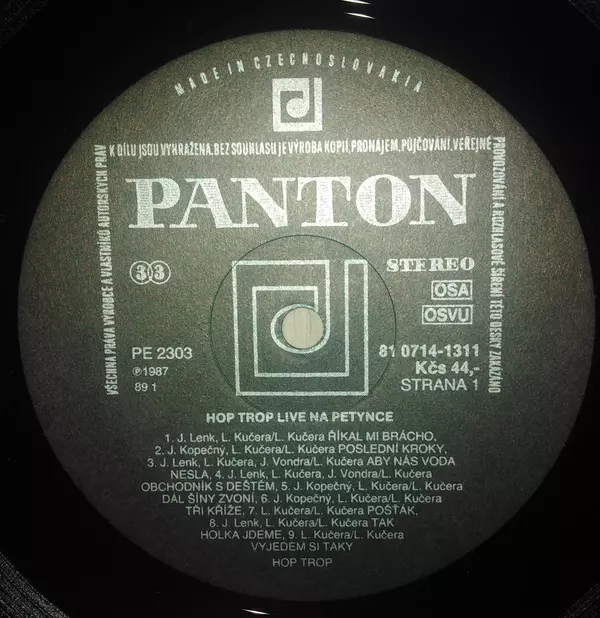 MADE IN CZECHOSLOVAKIA
VŠECHNA PRÁVA VÝROBCE A VLASTNÍKŮ AUTORSKÝCH PRÁV
K DÍLU JSOU VYHRAŽENA. BEZ SOUHLASU JE VÝROBA KOPIÍ, PRONÁJEM, PŮJČOVÁNÍ, VEŘEJNÉ
PROVOZOVÁNÍ A ROZHLASOVÉ ŠÍŘENÍ TÉTO DESKY ZAKÁZÁNO
PANTON
33
STEREO
OSA
OSVU
PE 2303
℗1987
89 1
81 0714-1311
Kčs 44,-
STRANA 1
HOP TROP LIVE NA PETYNCE
1. J. Lenk, L. Kučera/L. Kučera ŘÍKAL MI BRÁCHO,
2. J. Kopečný, L. Kučera/L. Kučera POSLEDNÍ KROKY,
3. J. Lenk, L. Kučera, J. Vondra/L. Kučera ABY NÁS VODA
NESLA, 4. J. Lenk, L. Kučera, J. Vondra/L. Kučera
OBCHODNÍK S DEŠTĚM, 5. J. Kopečný, L. Kučera/L. Kučera
DÁL ŠÍNY ZVONÍ, 6. J. Kopečný, L. Kučera/L. Kučera
TŘI KŘÍŽE, 7. L. Kučera/L. Kučera POŠŤÁK,
8. J. Lenk, L. Kučera/L. Kučera TAK
HOLKA JDEME, 9. L. Kučera/L. Kučera
VYJEDEM SI TAKY
HOP TROP